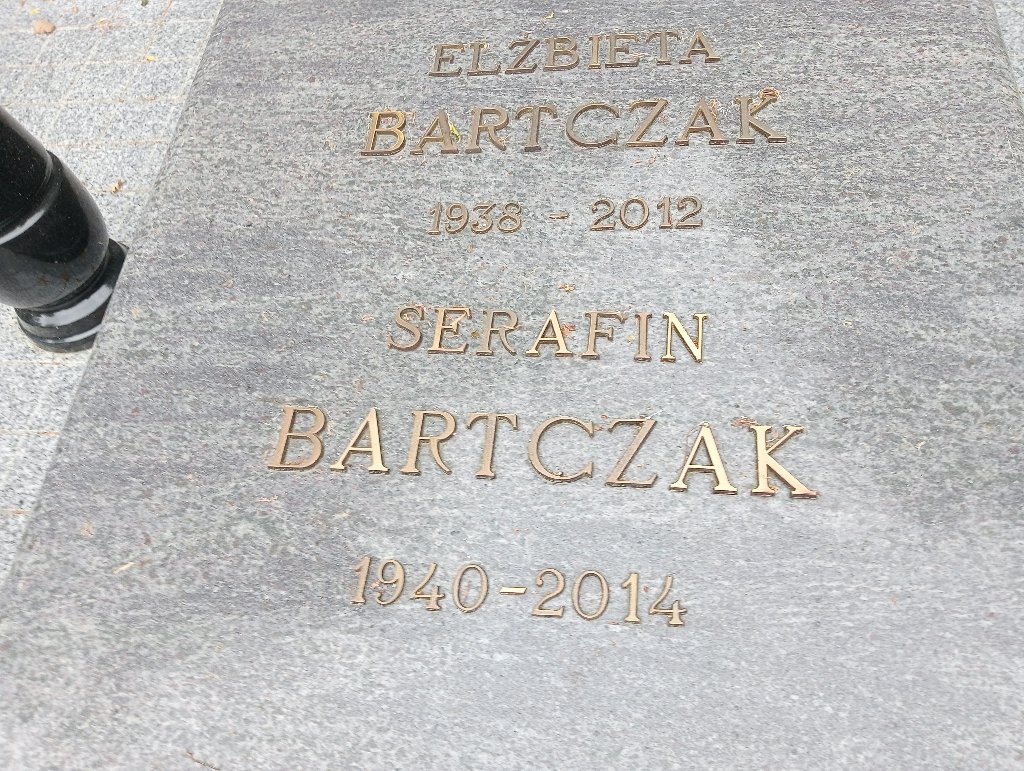 ELŻBIETA
BARTCZAK
1938 - 2012
SERAFIN
BARTCZAK
1940-2014